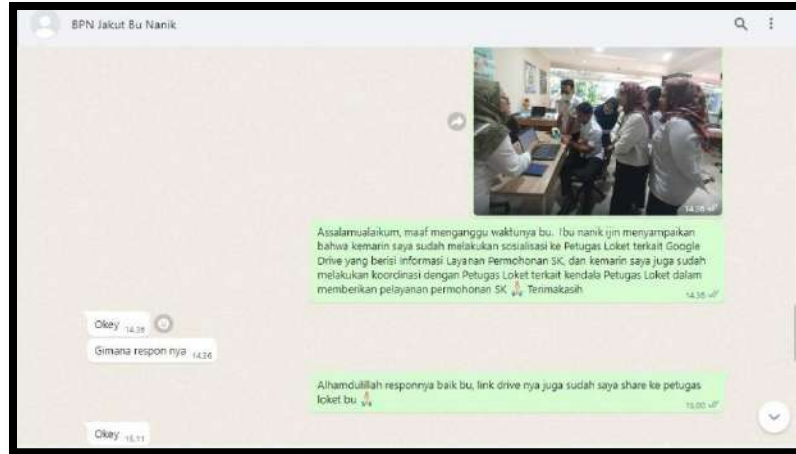 BPN Jakut Bu Nanik
14.36
Assalamualaikum, maaf menganggu waktunya bu. Ibu nanik ijin menyampaikan
bahwa kemarin saya sudah melakukan sosialisasi ke Petugas Loket terkait Google
Drive yang berisi Informasi Layanan Permohonan SK, dan kemarin saya juga sudah
melakukan koordinasi dengan Petugas Loket terkait kendala Petugas Loket dalam
memberikan pelayanan permohonan SK 🙏 Terimakasih
14.36
Okey 14.36
Gimana respon nya 14.36
Alhamdulillah responnya baik bu, link drive nya juga sudah saya share ke petugas
loket bu 🙏
15.00
Okey 15.11